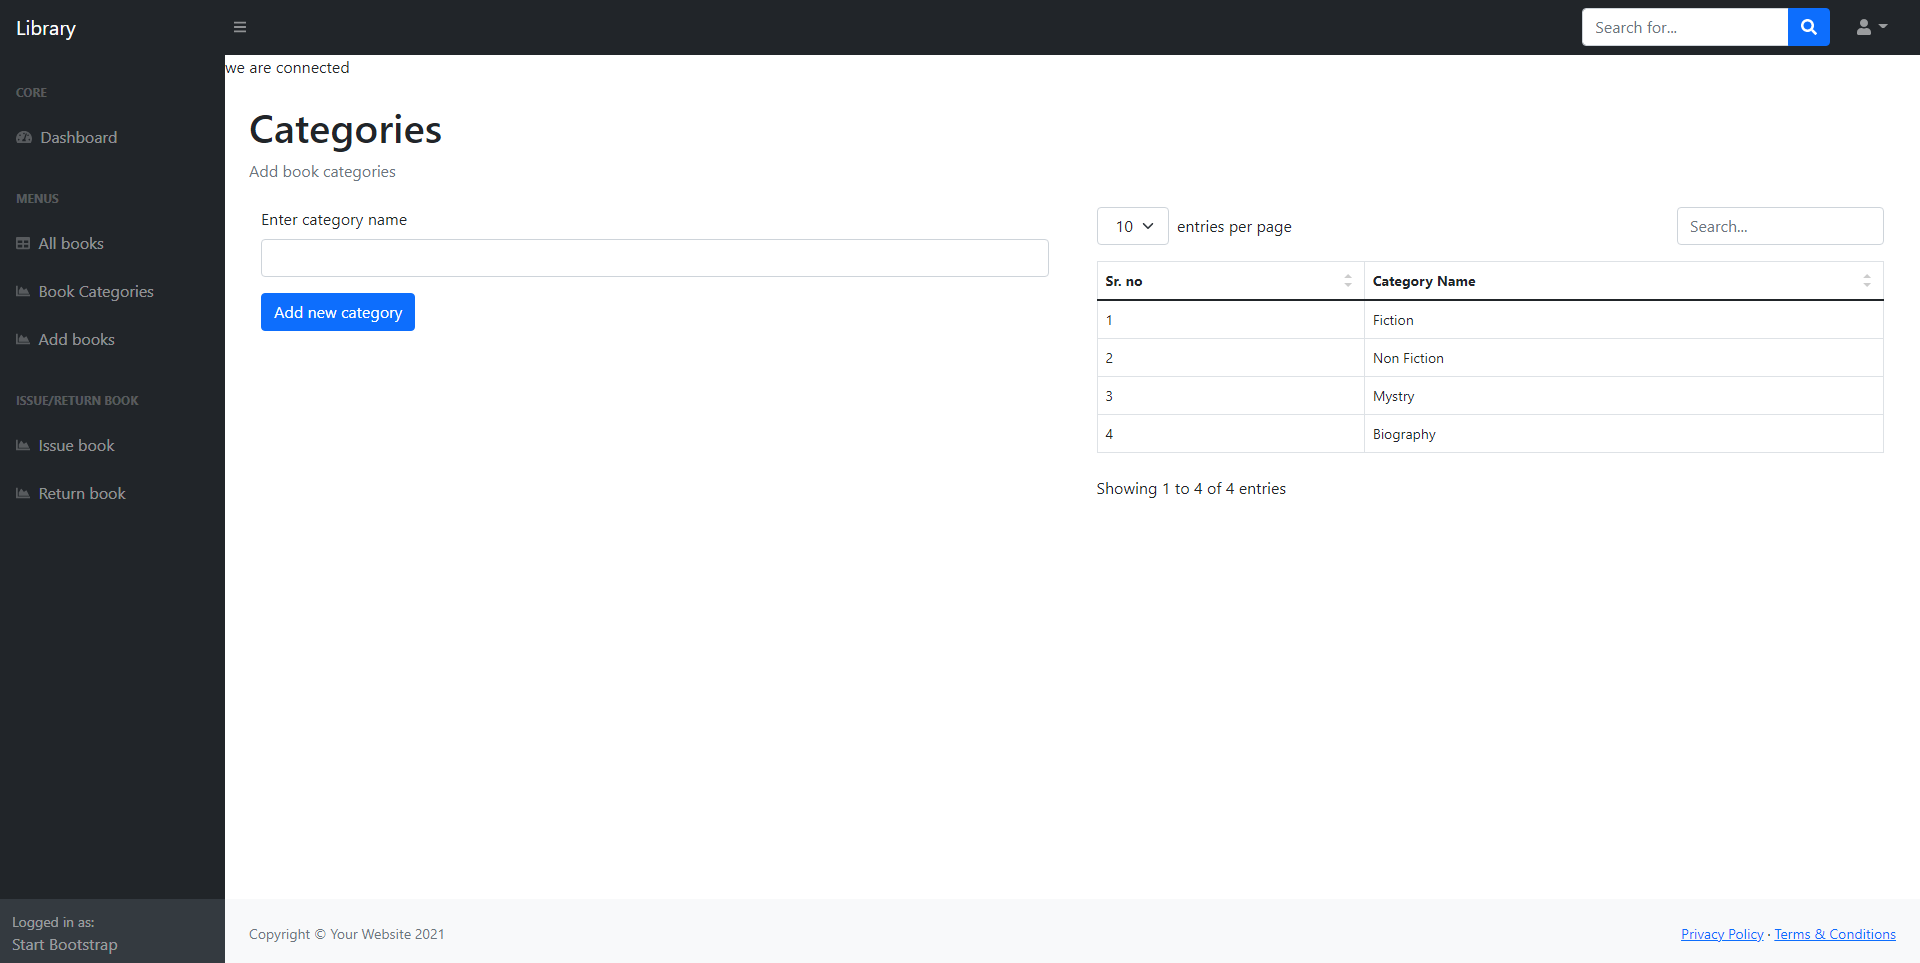 Library
Search for...
we are connected
CORE
Dashboard
MENUS
All books
Book Categories
Add books
ISSUE/RETURN BOOK
Issue book
Return book
Logged in as:
Start Bootstrap
Categories
Add book categories
Enter category name
Add new category
10 entries per page
Search...
Sr. no Category Name
1 Fiction
2 Non Fiction
3 Mystry
4 Biography
Showing 1 to 4 of 4 entries
Copyright © Your Website 2021
Privacy Policy · Terms & Conditions